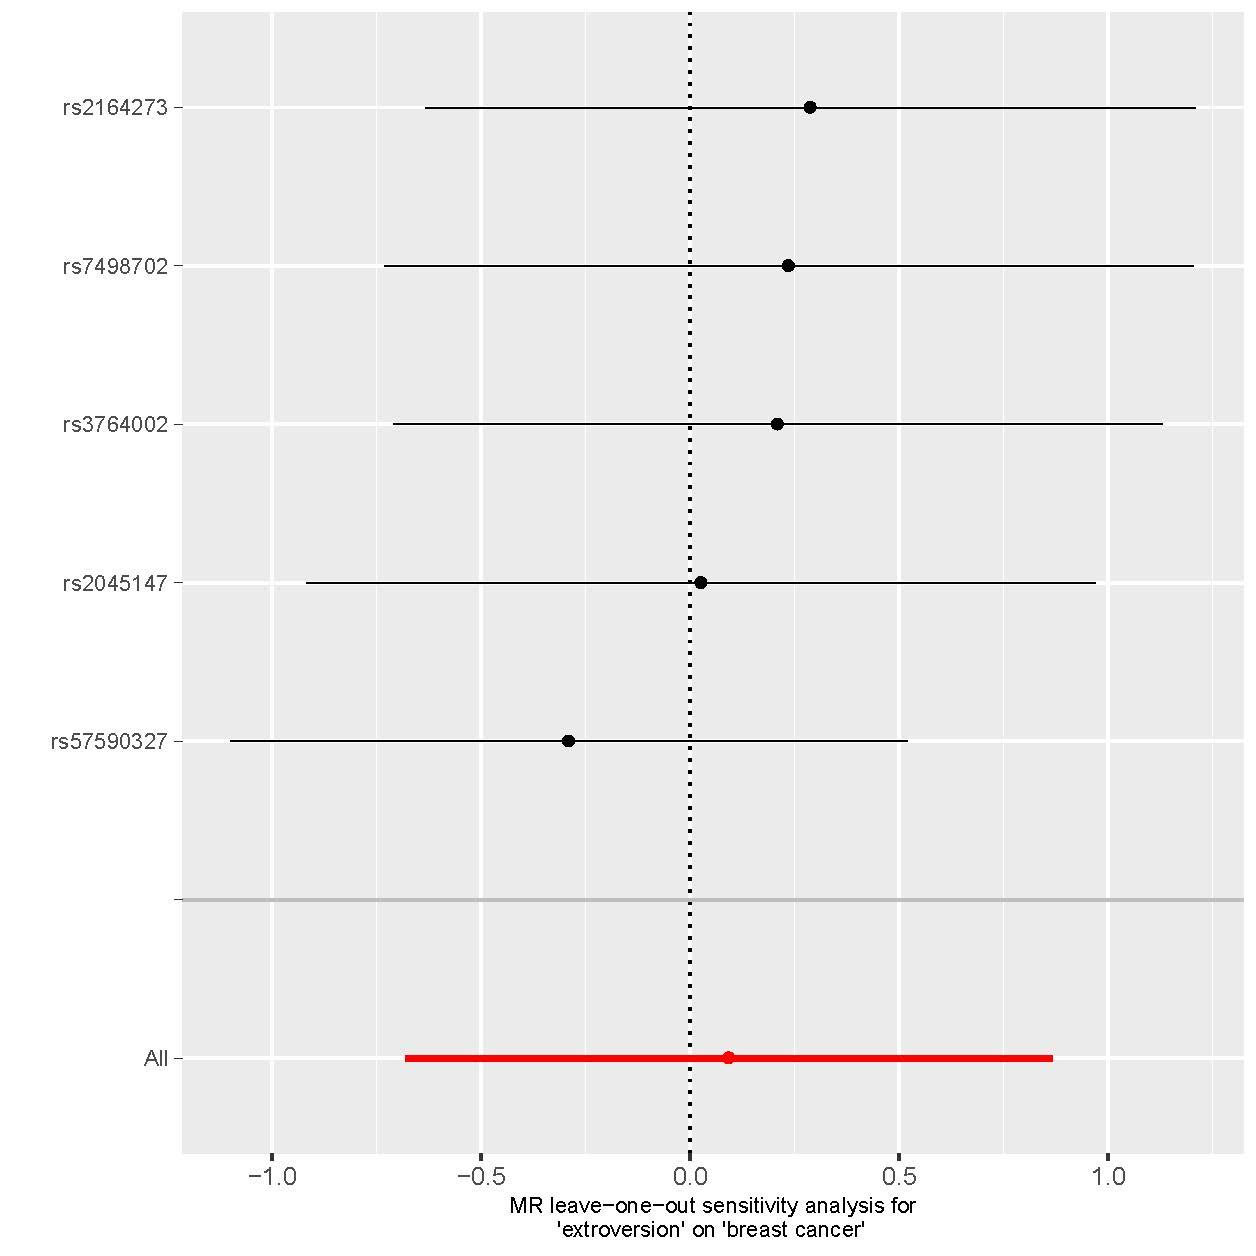 rs2164273
rs7498702
rs3764002
rs2045147
rs57590327
All
−1.0 −0.5 0.0 0.5 1.0
MR leave−one−out sensitivity analysis for
'extroversion' on 'breast cancer'